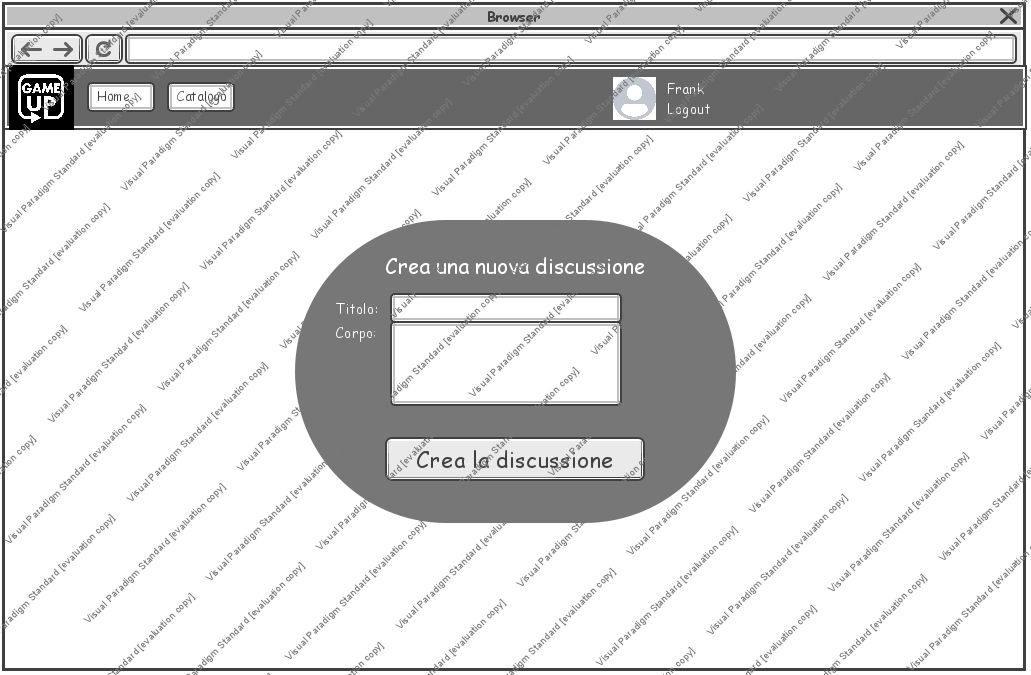 Browser
GAME
UP
Home
Catalogo
Frank
Logout
Crea una nuova discussione
Titolo:
Corpo:
Crea la discussione
Visual Paradigm Standard [evaluation copy]